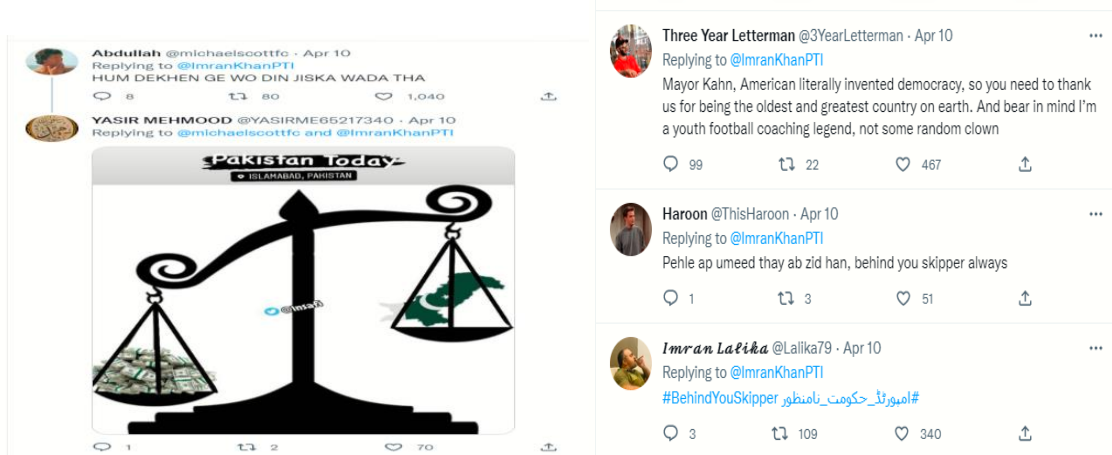 Abdullah @michaelscottfc · Apr 10
Replying to @ImranKhanPTI
HUM DEKHEN GE WO DIN JISKA WADA THA
8 80 1,040
YASIR MEHMOOD @YASIRME65217340 · Apr 10
Replying to @michaelscottfc and @ImranKhanPTI
Pakistan Today
ISLAMABAD, PAKISTAN
@insafi
1 2 70
Three Year Letterman @3YearLetterman · Apr 10
Replying to @ImranKhanPTI
Mayor Kahn, American literally invented democracy, so you need to thank
us for being the oldest and greatest country on earth. And bear in mind I'm
a youth football coaching legend, not some random clown
99 22 467
Haroon @ThisHaroon · Apr 10
Replying to @ImranKhanPTI
Pehle ap umeed thay ab zid han, behind you skipper always
1 3 51
Imran Lalika @Lalika79 · Apr 10
Replying to @ImranKhanPTI
#BehindYouSkipper #امپورٹڈ_حکومت_نامنظور
3 109 340